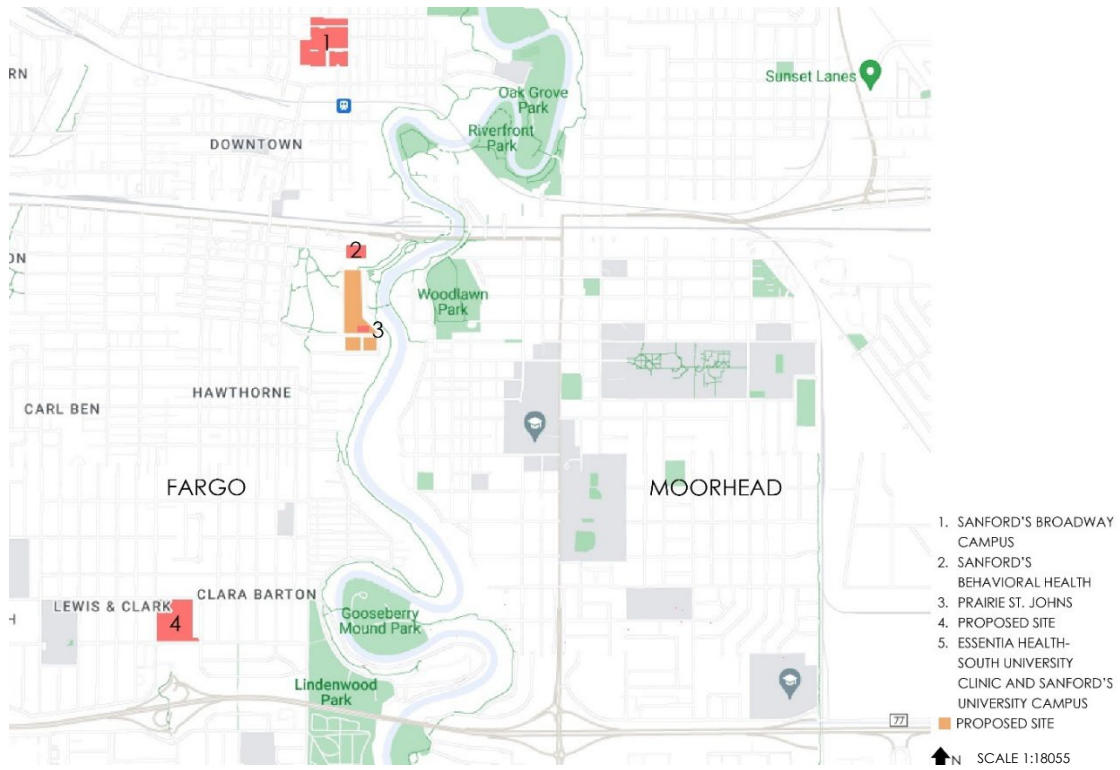 1
Sunset Lanes
RN
Oak Grove
Park
Riverfront
Park
DOWNTOWN
2
ON
Woodlawn
Park
3
HAWTHORNE
CARL BEN
FARGO
MOORHEAD
CLARA BARTON
LEWIS & CLARK
Gooseberry
Mound Park
H
4
Lindenwood
Park
77
1. SANFORD'S BROADWAY
CAMPUS
2. SANFORD'S
BEHAVIORAL HEALTH
3. PRAIRIE ST. JOHNS
4. PROPOSED SITE
5. ESSENTIA HEALTH-
SOUTH UNIVERSITY
CLINIC AND SANFORD'S
UNIVERSITY CAMPUS
PROPOSED SITE
N SCALE 1:18055